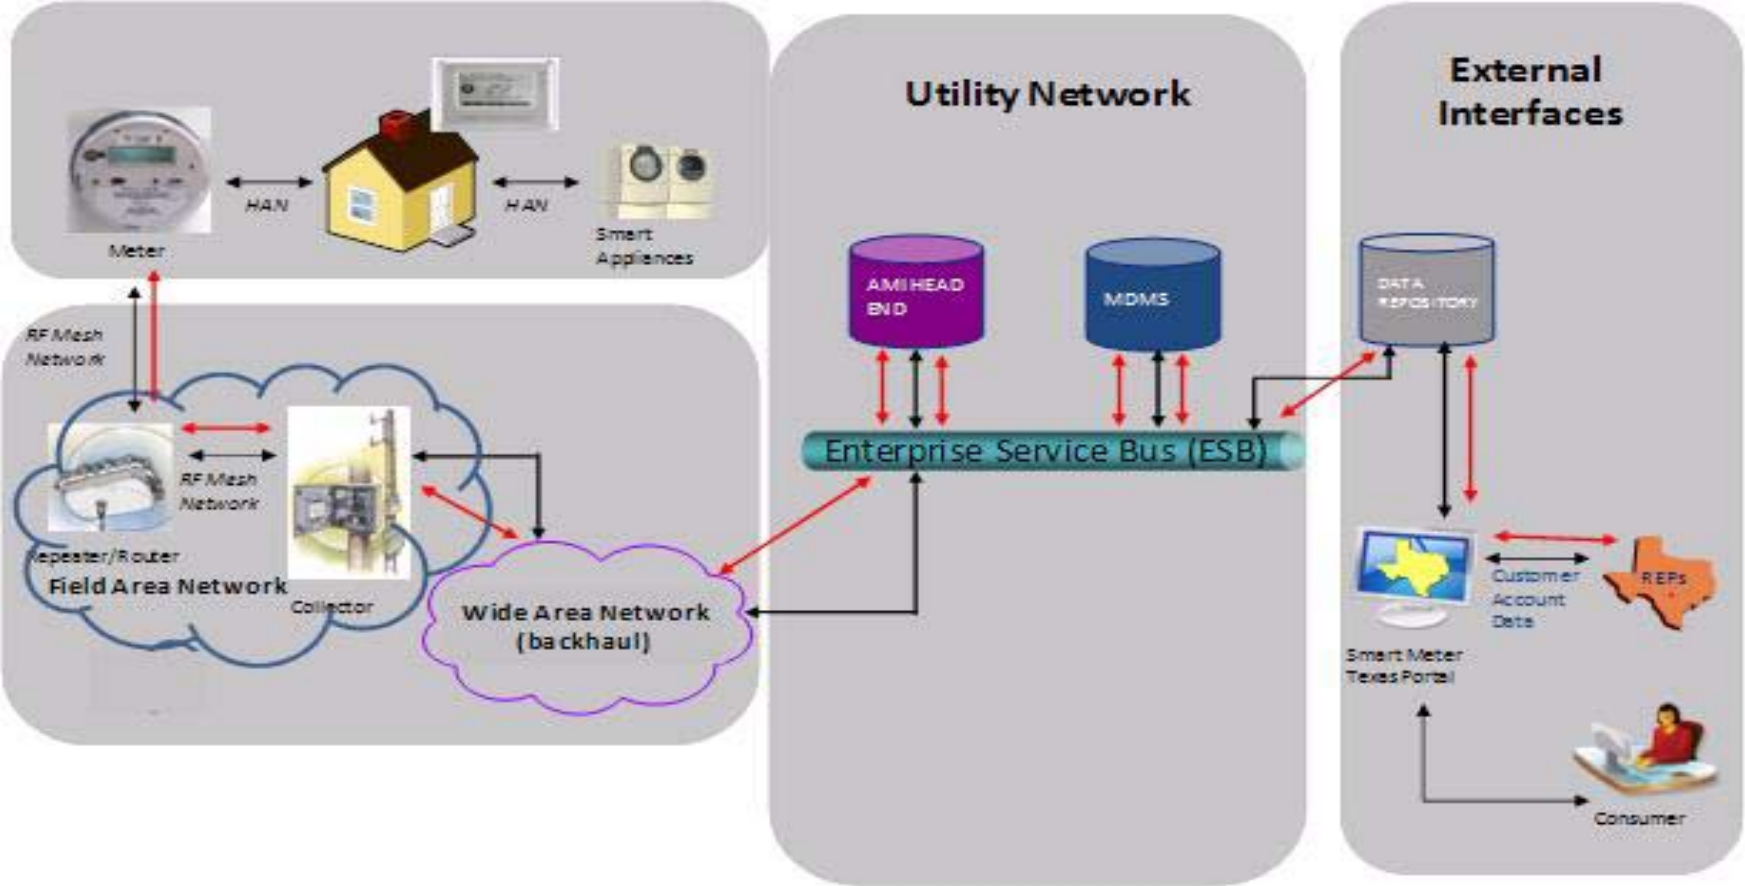 Utility Network
External
Interfaces
HAN
HAN
Meter
Smart
Appliances
AMI HEAD
END
MDMS
DATA
REPOSITORY
RF Mesh
Network
Enterprise Service Bus (ESB)
RF Mesh
Network
Repeater/Router
Field Area Network
Collector
Wide Area Network
(backhaul)
Customer
Account
Data
REPs
Smart Meter
Texas Portal
Consumer